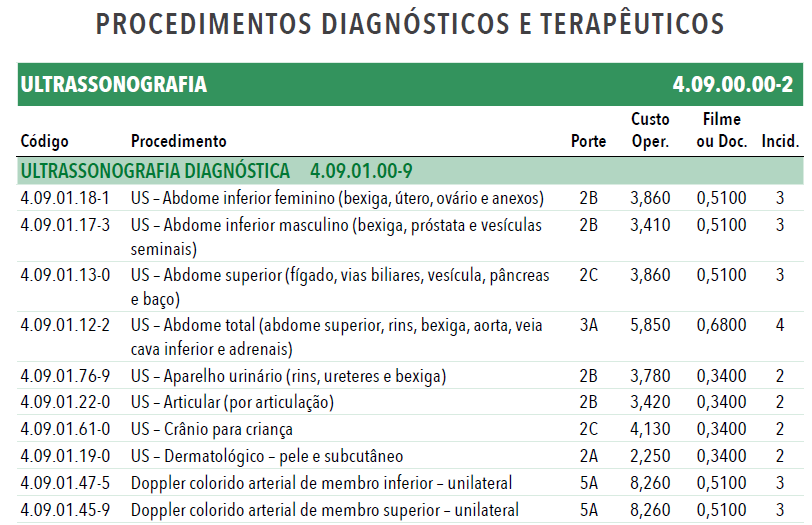 PROCEDIMENTOS DIAGNÓSTICOS E TERAPÊUTICOS
ULTRASSONOGRAFIA 4.09.00.00-2
Custo Filme
Código Procedimento Porte Oper. ou Doc. Incid.
ULTRASSONOGRAFIA DIAGNÓSTICA 4.09.01.00-9
4.09.01.18-1 US – Abdome inferior feminino (bexiga, útero, ovário e anexos) 2B 3,860 0,5100 3
4.09.01.17-3 US – Abdome inferior masculino (bexiga, próstata e vesículas 2B 3,410 0,5100 3
seminais)
4.09.01.13-0 US – Abdome superior (fígado, vias biliares, vesícula, pâncreas 2C 3,860 0,5100 3
e baço)
4.09.01.12-2 US – Abdome total (abdome superior, rins, bexiga, aorta, veia 3A 5,850 0,6800 4
cava inferior e adrenais)
4.09.01.76-9 US – Aparelho urinário (rins, ureteres e bexiga) 2B 3,780 0,3400 2
4.09.01.22-0 US – Articular (por articulação) 2B 3,420 0,3400 2
4.09.01.61-0 US – Crânio para criança 2C 4,130 0,3400 2
4.09.01.19-0 US – Dermatológico – pele e subcutâneo 2A 2,250 0,3400 2
4.09.01.47-5 Doppler colorido arterial de membro inferior – unilateral 5A 8,260 0,5100 3
4.09.01.45-9 Doppler colorido arterial de membro superior – unilateral 5A 8,260 0,5100 3